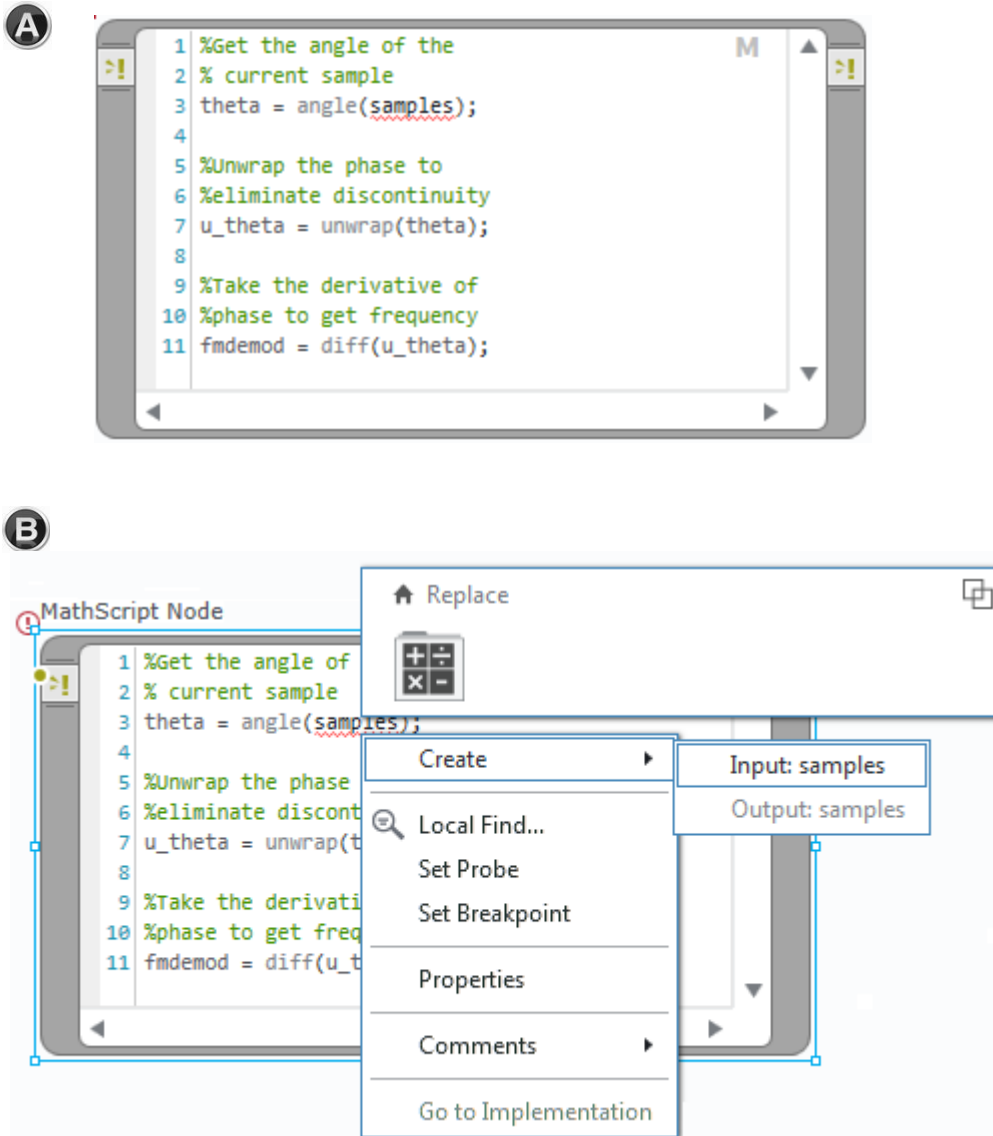 A
M
1 %Get the angle of the
2 % current sample
3 theta = angle(samples);
4
5 %Unwrap the phase to
6 %eliminate discontinuity
7 u_theta = unwrap(theta);
8
9 %Take the derivative of
10 %phase to get frequency
11 fmdemod = diff(u_theta);
B
MathScript Node
Replace
1 %Get the angle of
2 % current sample
3 theta = angle(samples);
4
5 %Unwrap the phase
6 %eliminate discont
7 u_theta = unwrap(t
8
9 %Take the derivati
10 %phase to get freq
11 fmdemod = diff(u_t
Create
Input: samples
Output: samples
Local Find...
Set Probe
Set Breakpoint
Properties
Comments
Go to Implementation